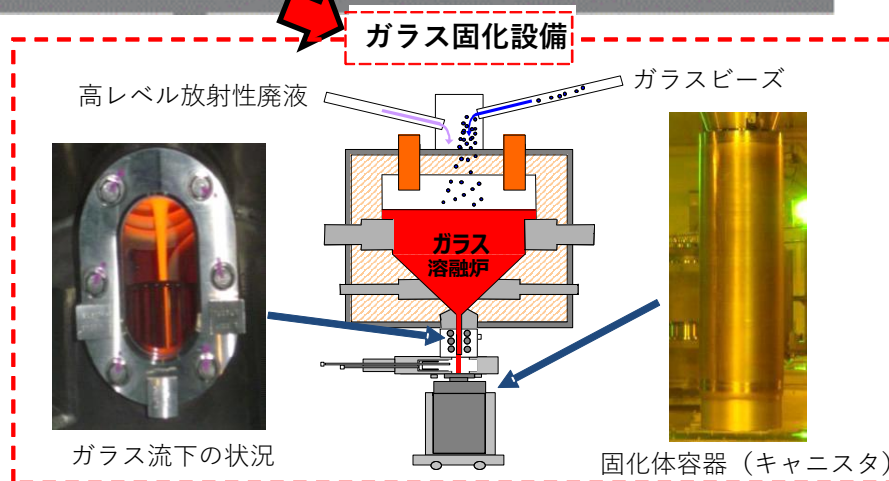 ガラス固化設備
高レベル放射性廃液
ガラスビーズ
ガラス
溶融炉
ガラス流下の状況
固化体容器（キャニスタ）